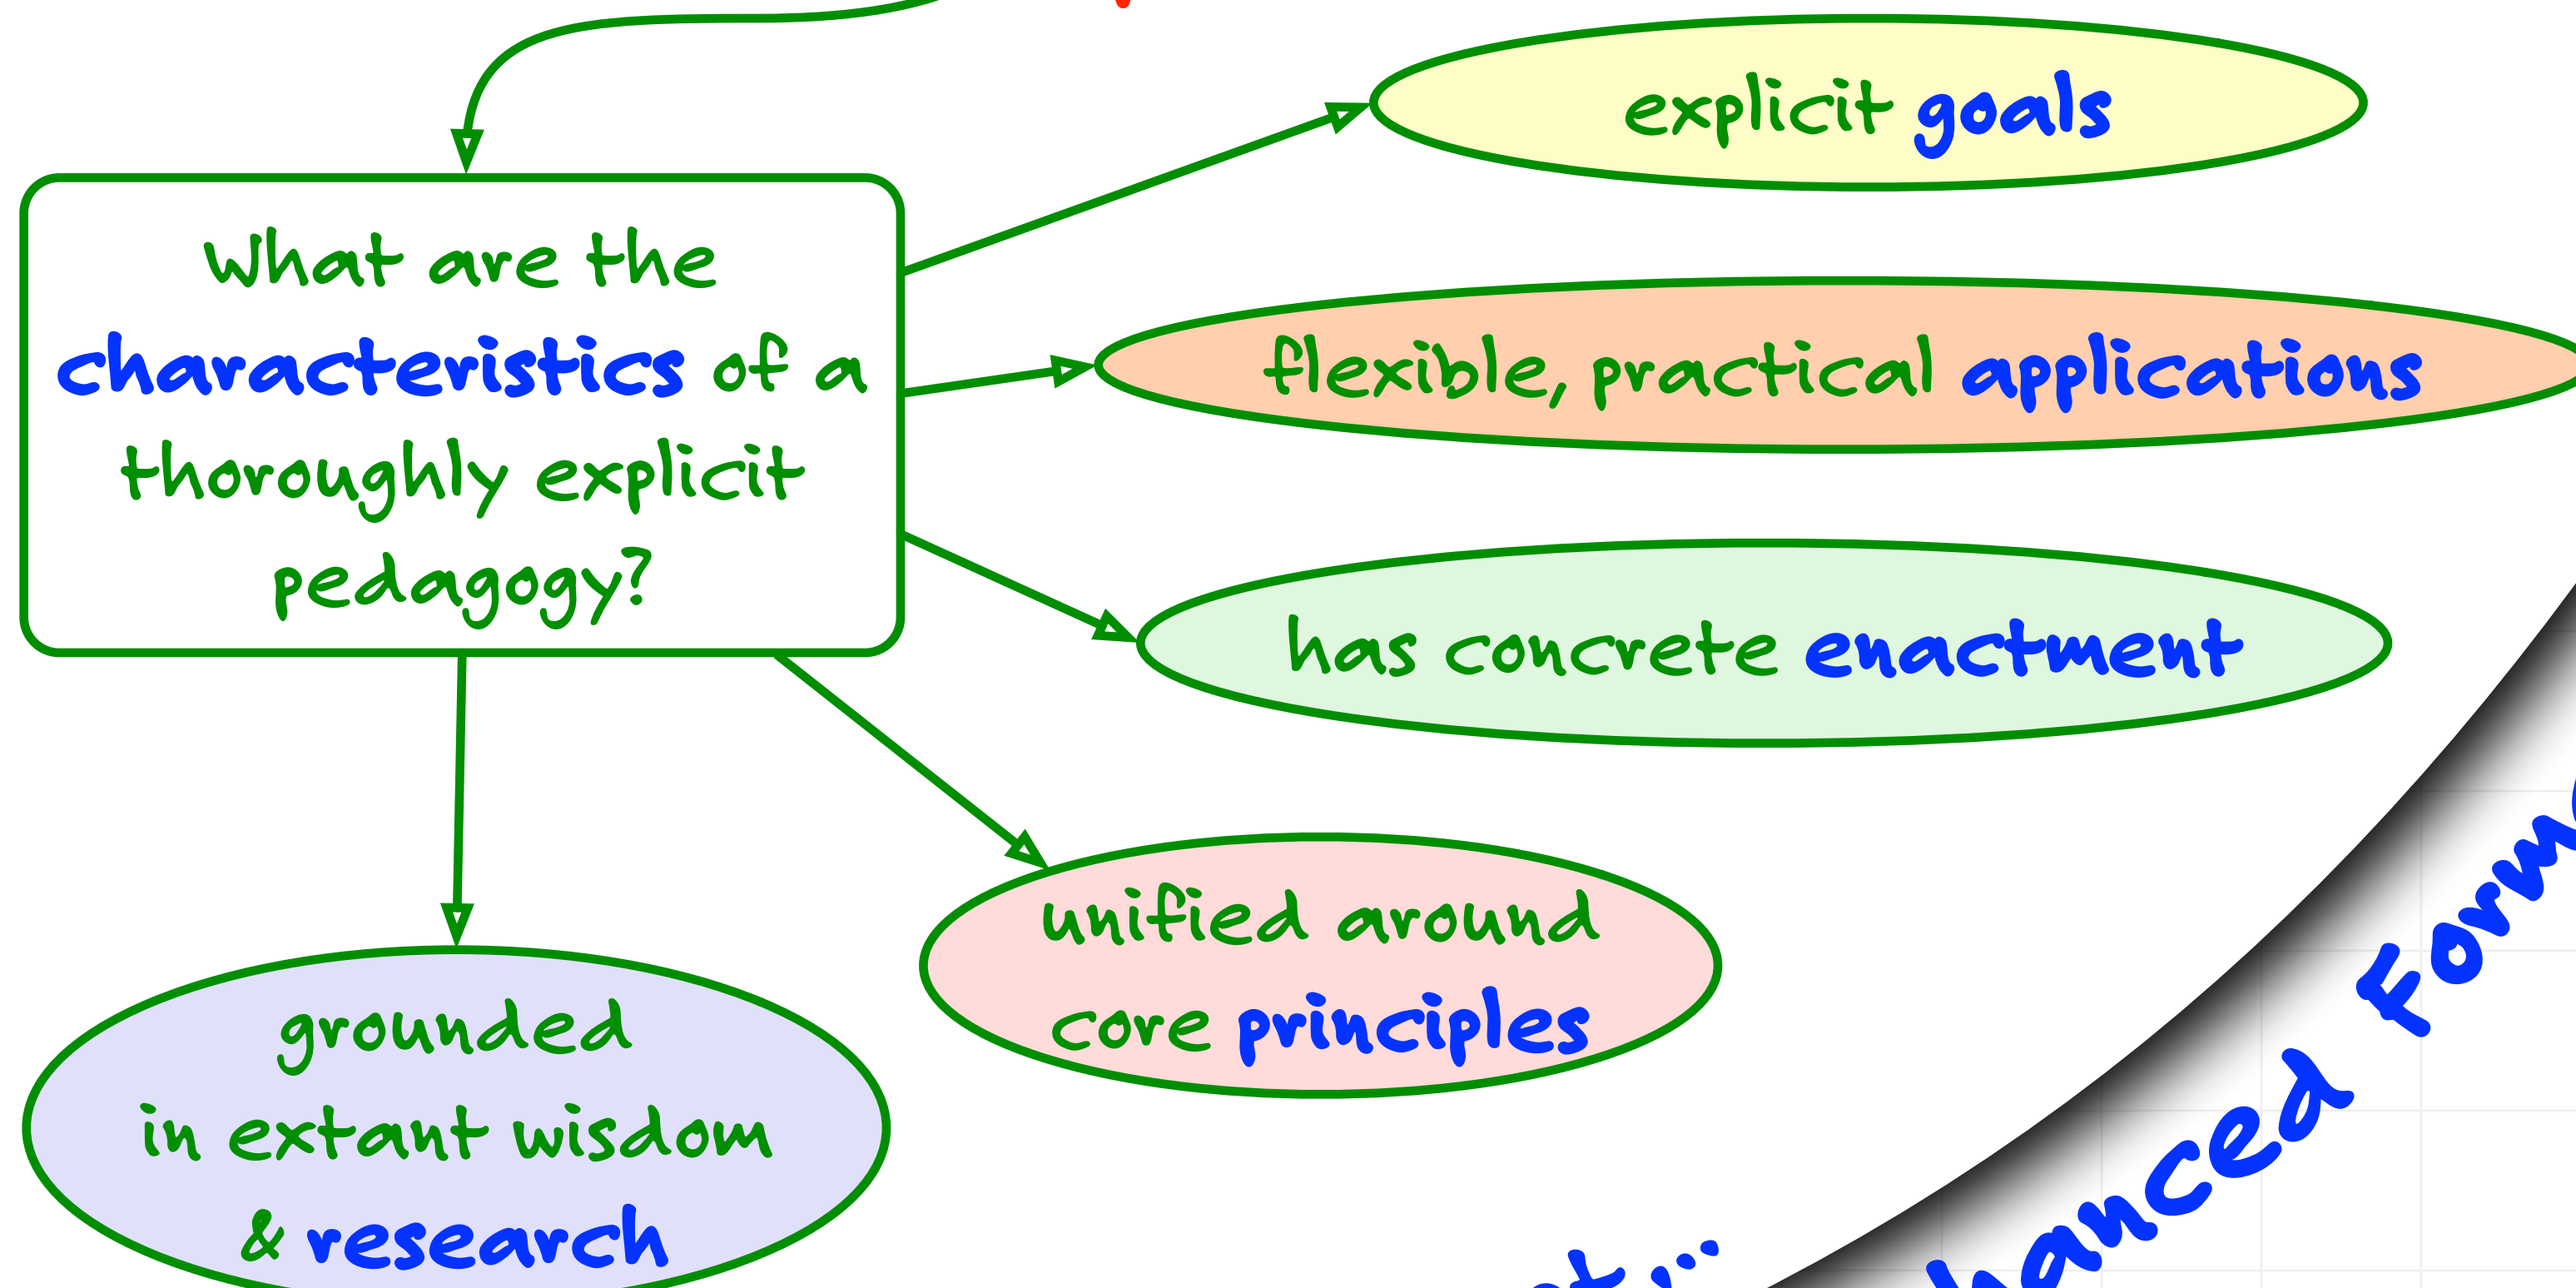 explicit goals
What are the
characteristics of a
thoroughly explicit
pedagogy?
flexible, practical applications
has concrete enactment
unified around
core principles
grounded
in extant wisdom
& research